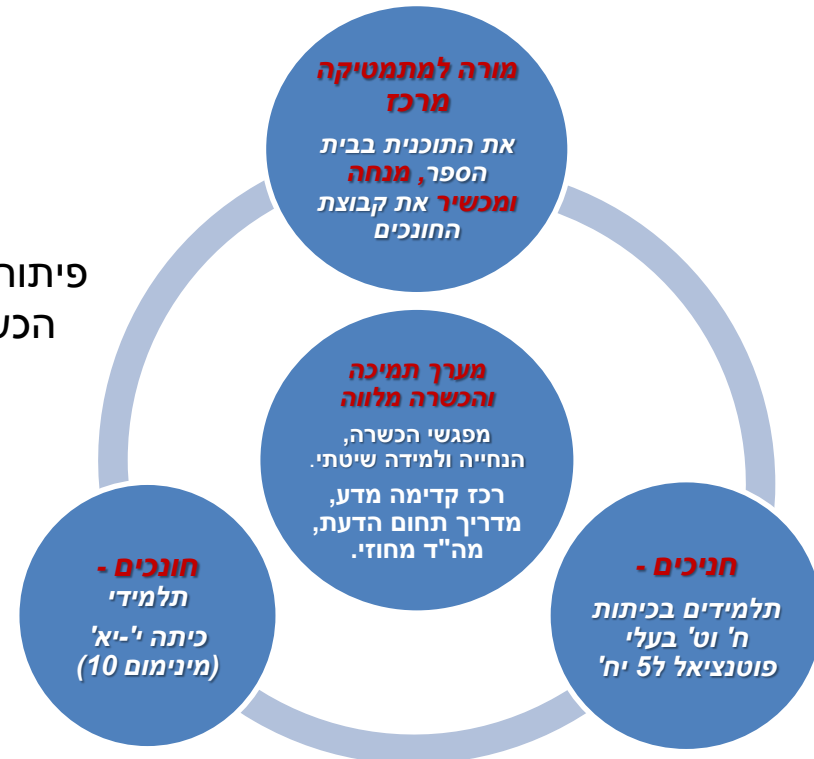 מורה למתמטיקה
מרכז
את התוכנית בבית
הספר, מנחה
ומכשיר את קבוצת
החונכים
מערך תמיכה
והכשרה מלווה
מפגשי הכשרה,
הנחייה ולמידה שיטתי.
רכז קדימה מדע,
מדריך תחום הדעת,
מה"ד מחוזי.
חניכים -
תלמידים בכיתות
ח' וט' בעלי
פוטנציאל ל5 יח'
חונכים -
תלמידי
כיתה י'-יא'
(מינימום 10)